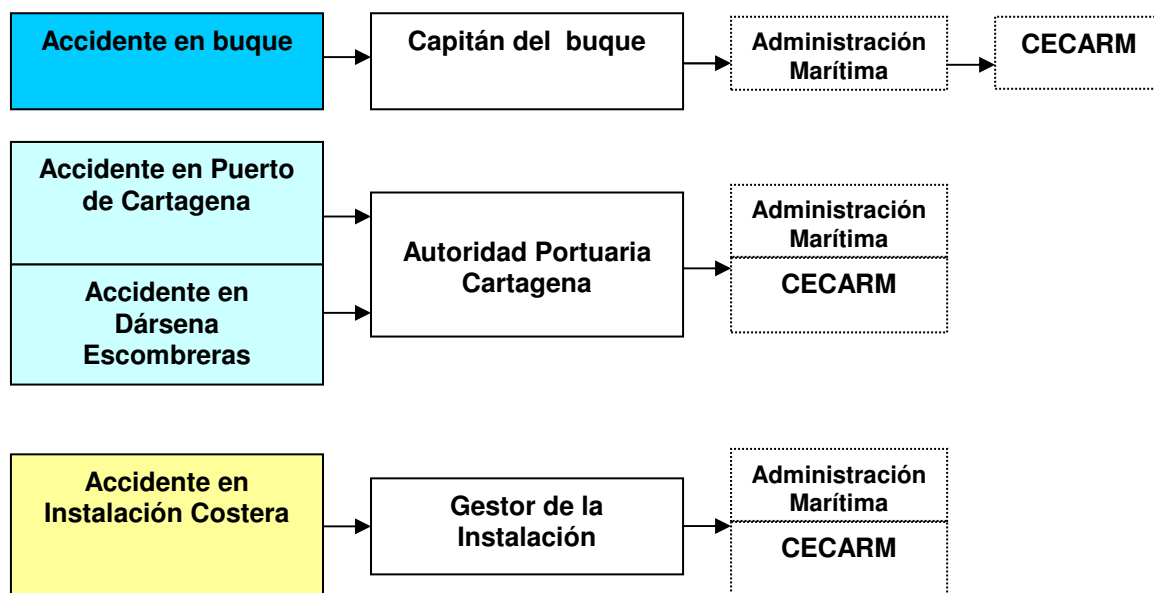 Accidente en buque
Capitán del buque
Administración
Marítima
CECARM
Accidente en Puerto
de Cartagena
Accidente en
Dársena
Escombreras
Autoridad Portuaria
Cartagena
Administración
Marítima
CECARM
Accidente en
Instalación Costera
Gestor de la
Instalación
Administración
Marítima
CECARM